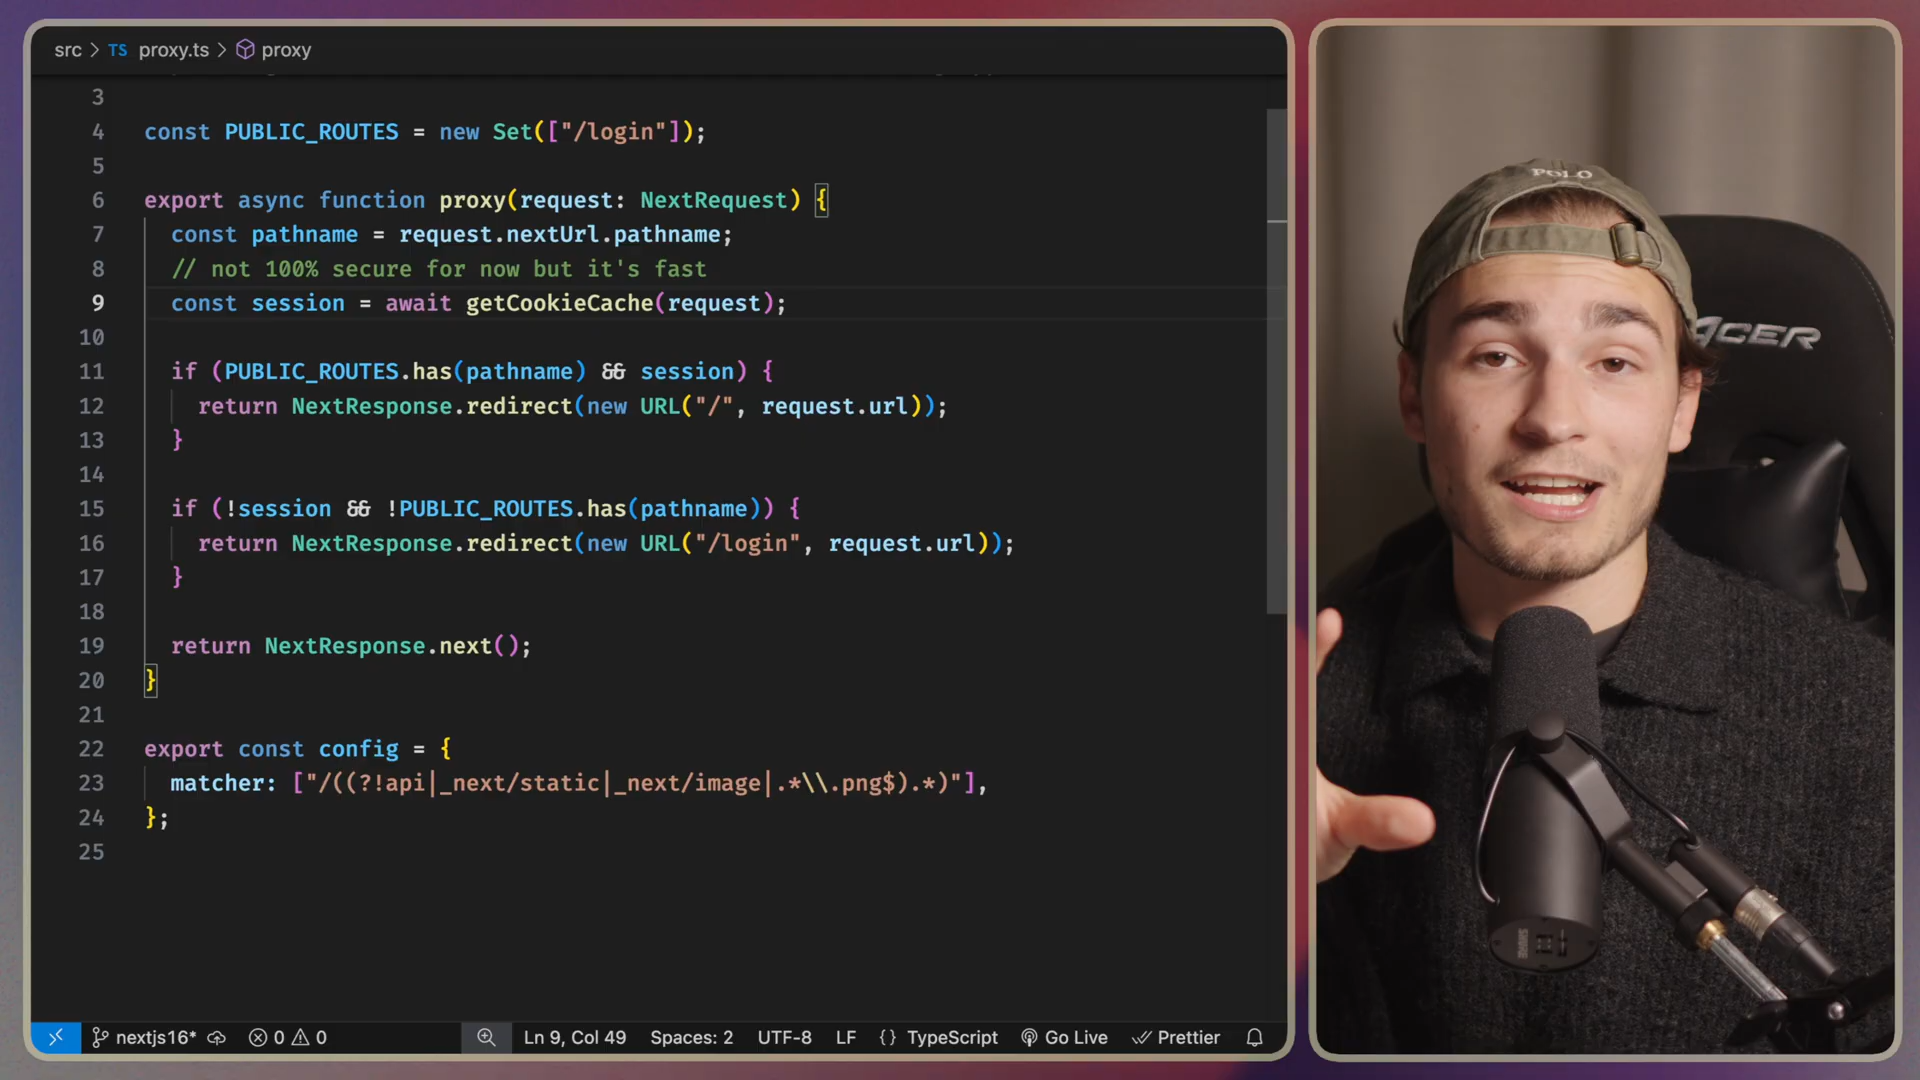 src > TS proxy.ts > proxy
3
4 const PUBLIC_ROUTES = new Set(["/login"]);
5
6 export async function proxy(request: NextRequest) {
7 const pathname = request.nextUrl.pathname;
8 // not 100% secure for now but it's fast
9 const session = await getCookieCache(request);
10
11 if (PUBLIC_ROUTES.has(pathname) && session) {
12 return NextResponse.redirect(new URL("/", request.url));
13 }
14
15 if (!session && !PUBLIC_ROUTES.has(pathname)) {
16 return NextResponse.redirect(new URL("/login", request.url));
17 }
18
19 return NextResponse.next();
20 }
21
22 export const config = {
23 matcher: ["/((?!api|_next/static|_next/image|.*\\.png$).*)"],
24 };
25
nextjs16* 0 0 Ln 9, Col 49 Spaces: 2 UTF-8 LF {} TypeScript Go Live Prettier
POLO
ACER
SHURE